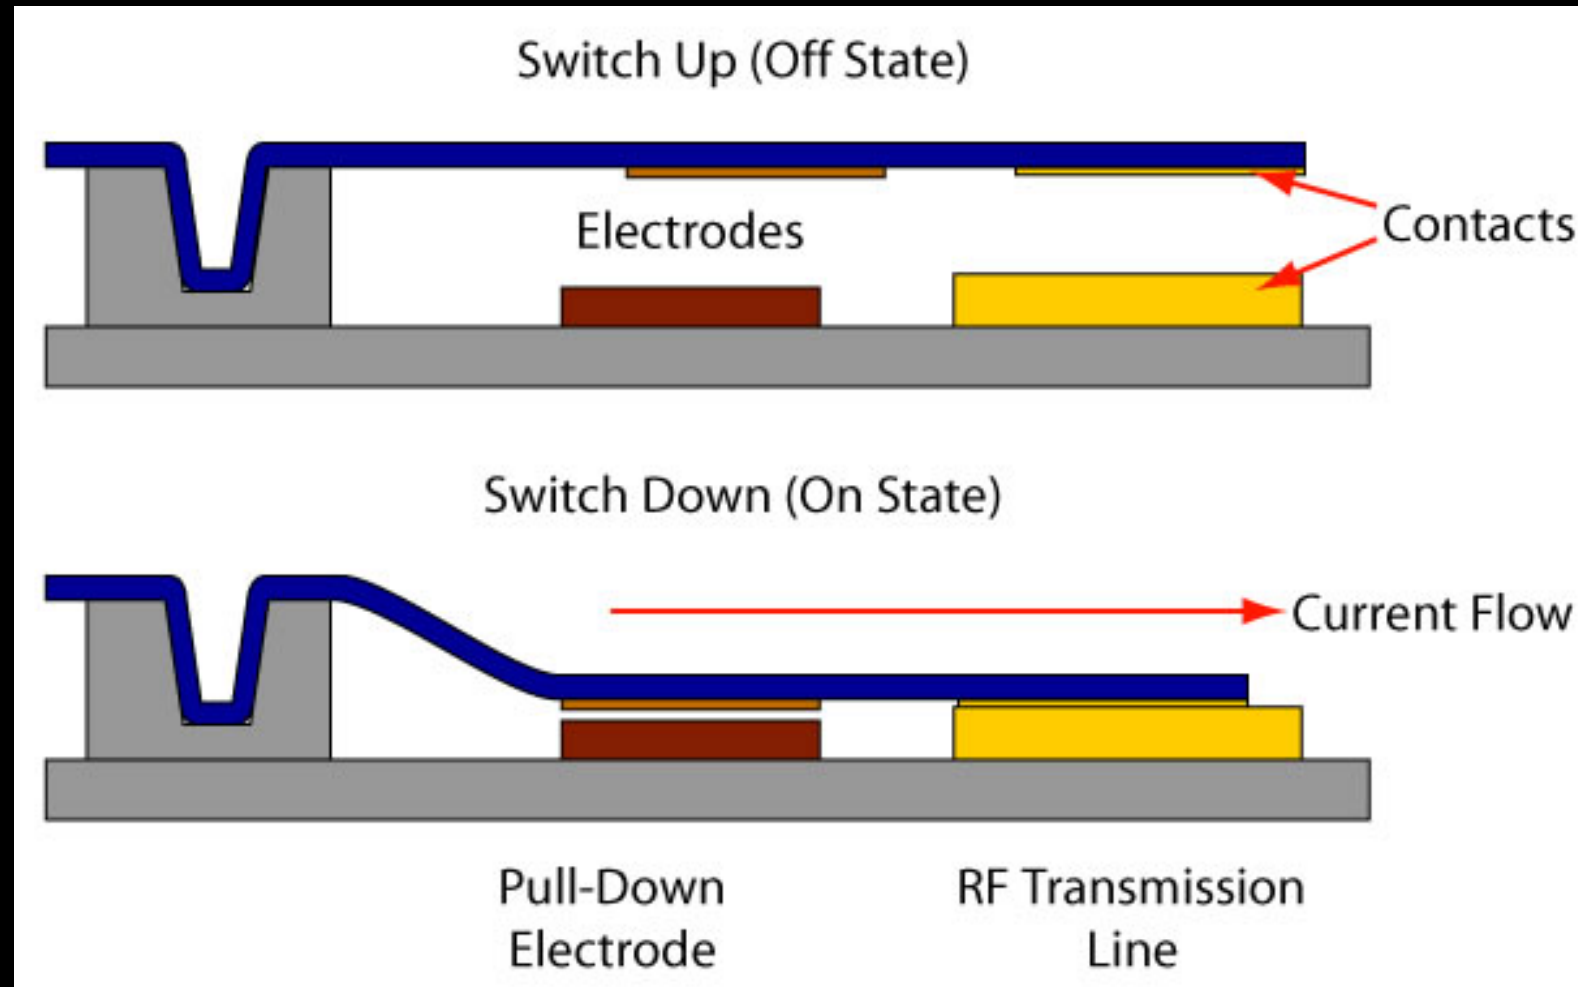 Switch Up (Off State)
Electrodes
Contacts
Switch Down (On State)
Current Flow
Pull-Down
Electrode
RF Transmission
Line